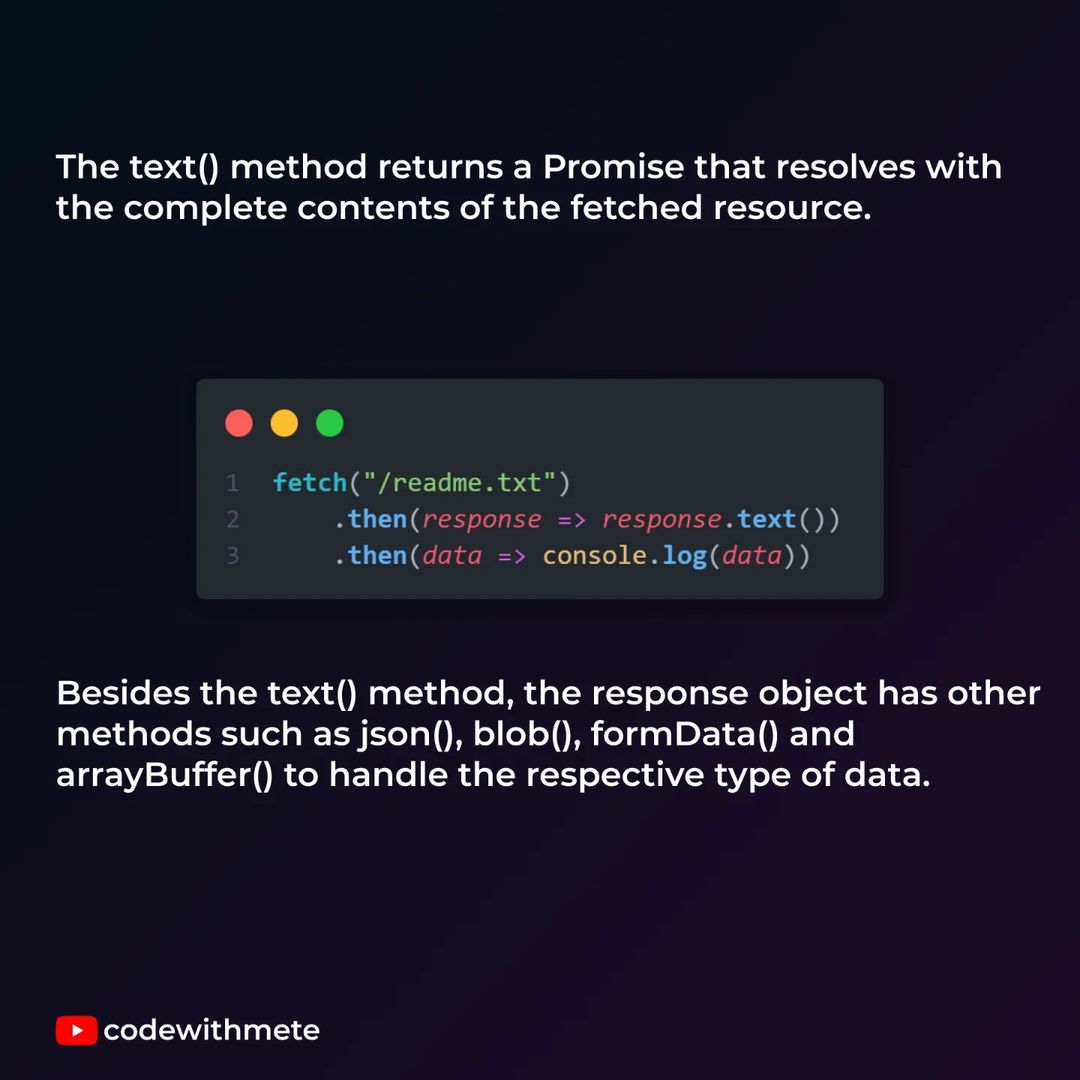 The text() method returns a Promise that resolves with
the complete contents of the fetched resource.
1 fetch("/readme.txt")
2     .then(response => response.text())
3     .then(data => console.log(data))
Besides the text() method, the response object has other
methods such as json(), blob(), formData() and
arrayBuffer() to handle the respective type of data.
codewithmete